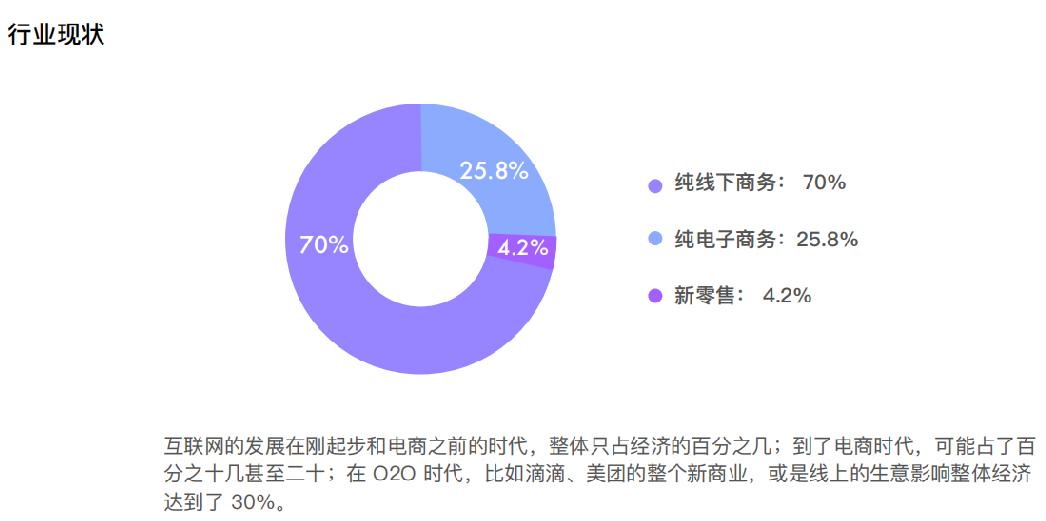 行业现状
25.8%
70%
4.2%
纯线下商务： 70%
纯电子商务：25.8%
新零售： 4.2%
互联网的发展在刚起步和电商之前的时代，整体只占经济的百分之几；到了电商时代，可能占了百
分之十几甚至二十；在 O2O 时代，比如滴滴、美团的整个新商业，或是线上的生意影响整体经济
达到了 30%。